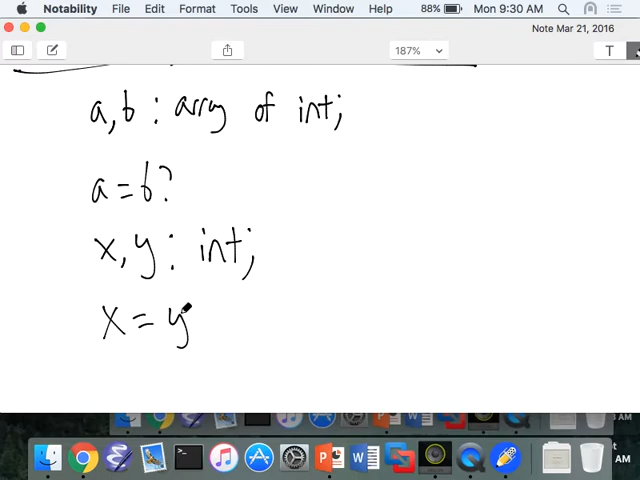 Notability File Edit Format Tools View Window Help 88% Mon 9:30 AM
Note Mar 21, 2016
187% T
a, b : array of int;
a = b?
x, y : int;
x = y
AM